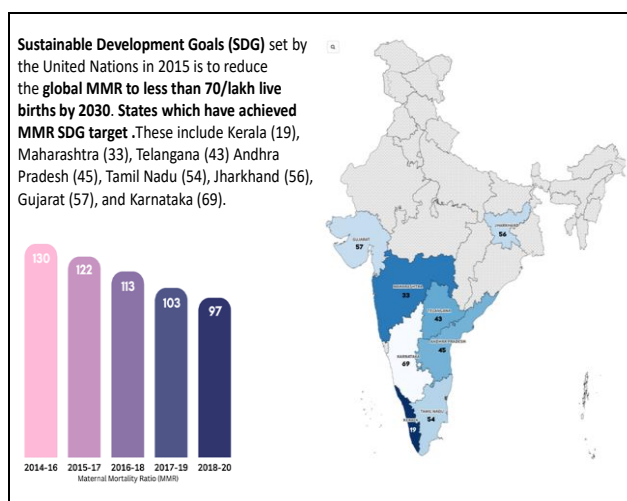 Sustainable Development Goals (SDG) set by
the United Nations in 2015 is to reduce
the global MMR to less than 70/lakh live
births by 2030. States which have achieved
MMR SDG target .These include Kerala (19),
Maharashtra (33), Telangana (43) Andhra
Pradesh (45), Tamil Nadu (54), Jharkhand (56),
Gujarat (57), and Karnataka (69).
130
122
113
103
97
2014-16 2015-17 2016-18 2017-19 2018-20
Maternal Mortality Ratio (MMR)
JHARKHAND
56
GUJARAT
57
MAHARASHTRA
33
TELANGANA
43
ANDHRA PRADESH
45
KARNATAKA
69
TAMIL NADU
54
19